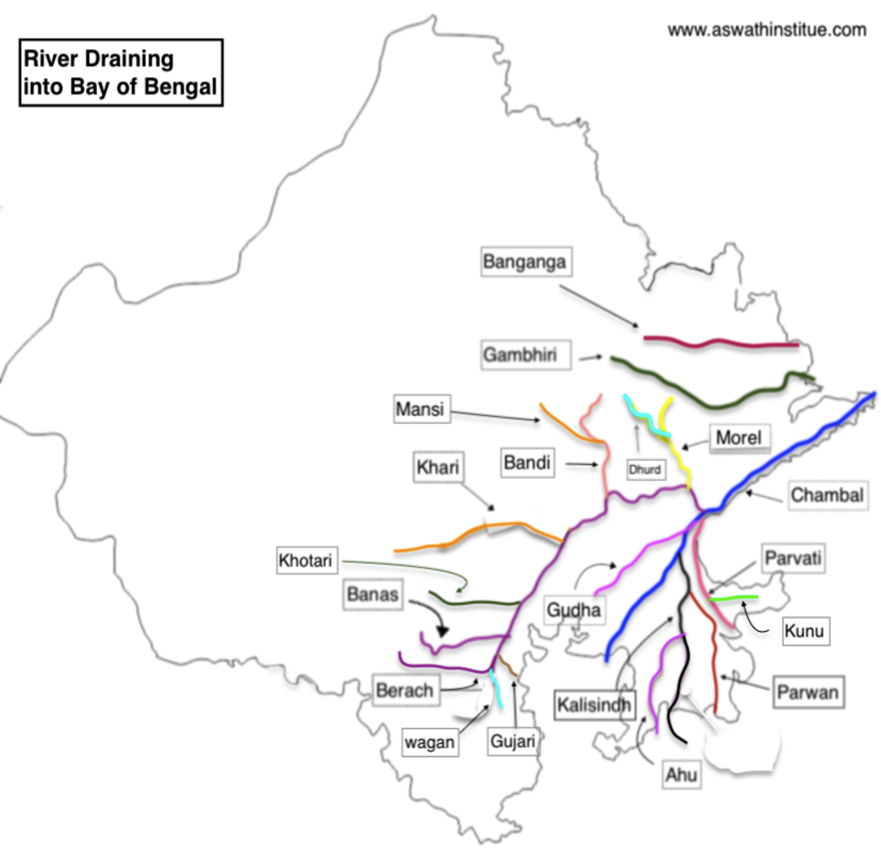 www.aswathinstitue.com
River Draining
into Bay of Bengal
Banganga
Gambhiri
Mansi
Morel
Khari
Bandi
Dhurd
Chambal
Khotari
Parvati
Banas
Gudha
Kunu
Berach
Kalisindh
Parwan
wagan
Gujari
Ahu